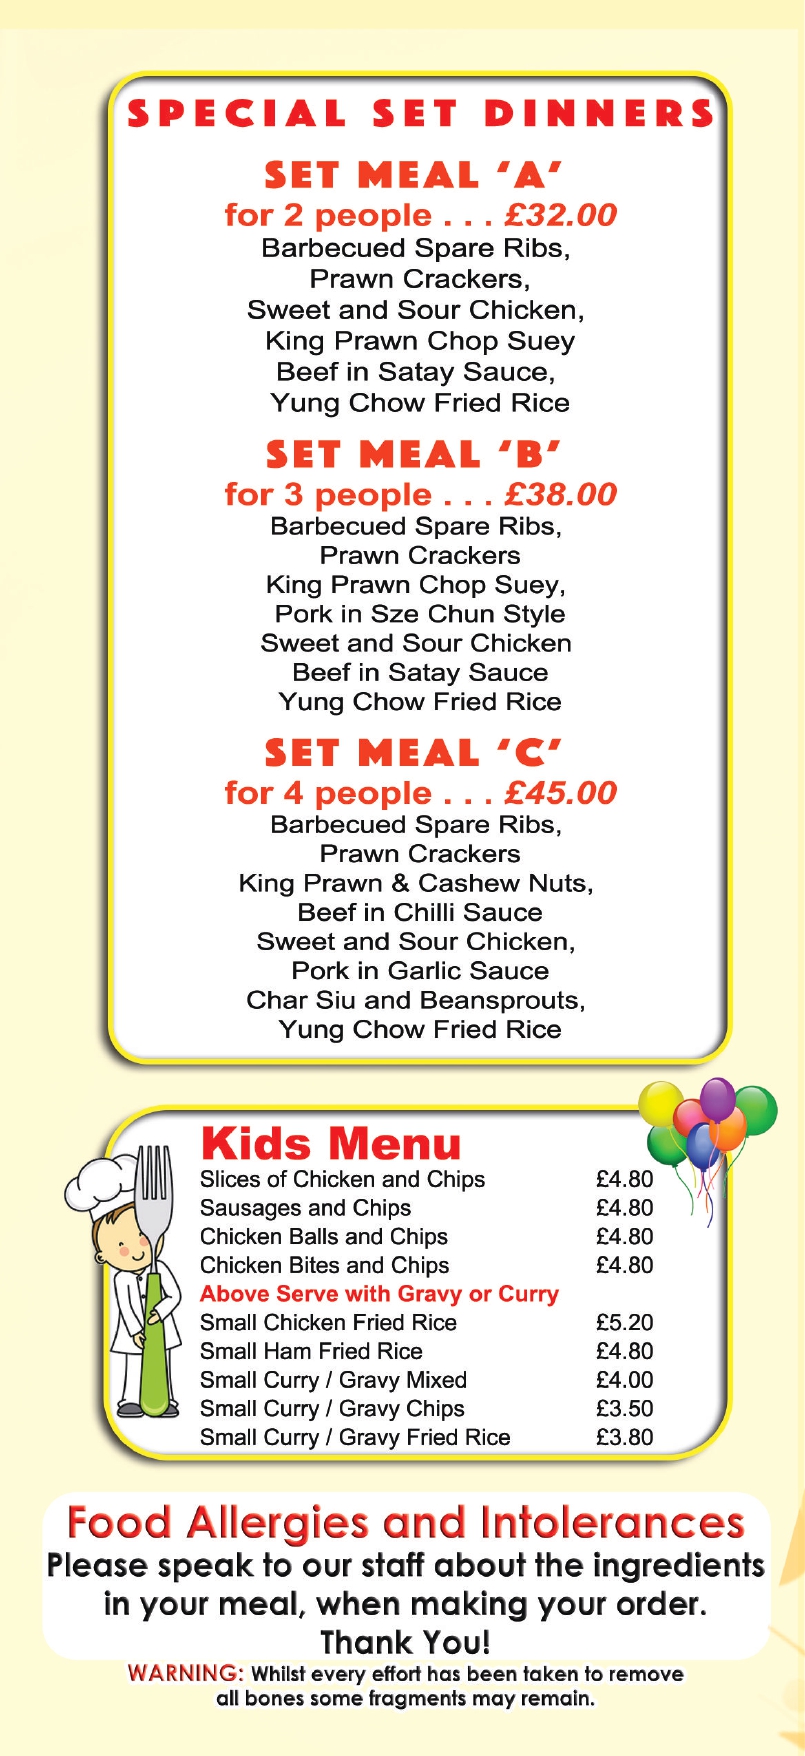 SPECIAL SET DINNERS
SET MEAL 'A'
for 2 people . . . £32.00
Barbecued Spare Ribs,
Prawn Crackers,
Sweet and Sour Chicken,
King Prawn Chop Suey
Beef in Satay Sauce,
Yung Chow Fried Rice
SET MEAL 'B'
for 3 people . . . £38.00
Barbecued Spare Ribs,
Prawn Crackers
King Prawn Chop Suey,
Pork in Sze Chun Style
Sweet and Sour Chicken
Beef in Satay Sauce
Yung Chow Fried Rice
SET MEAL 'C'
for 4 people . . . £45.00
Barbecued Spare Ribs,
Prawn Crackers
King Prawn & Cashew Nuts,
Beef in Chilli Sauce
Sweet and Sour Chicken,
Pork in Garlic Sauce
Char Siu and Beansprouts,
Yung Chow Fried Rice
Kids Menu
Slices of Chicken and Chips £4.80
Sausages and Chips £4.80
Chicken Balls and Chips £4.80
Chicken Bites and Chips £4.80
Above Serve with Gravy or Curry
Small Chicken Fried Rice £5.20
Small Ham Fried Rice £4.80
Small Curry / Gravy Mixed £4.00
Small Curry / Gravy Chips £3.50
Small Curry / Gravy Fried Rice £3.80
Food Allergies and Intolerances
Please speak to our staff about the ingredients
in your meal, when making your order.
Thank You!
WARNING: Whilst every effort has been taken to remove
all bones some fragments may remain.